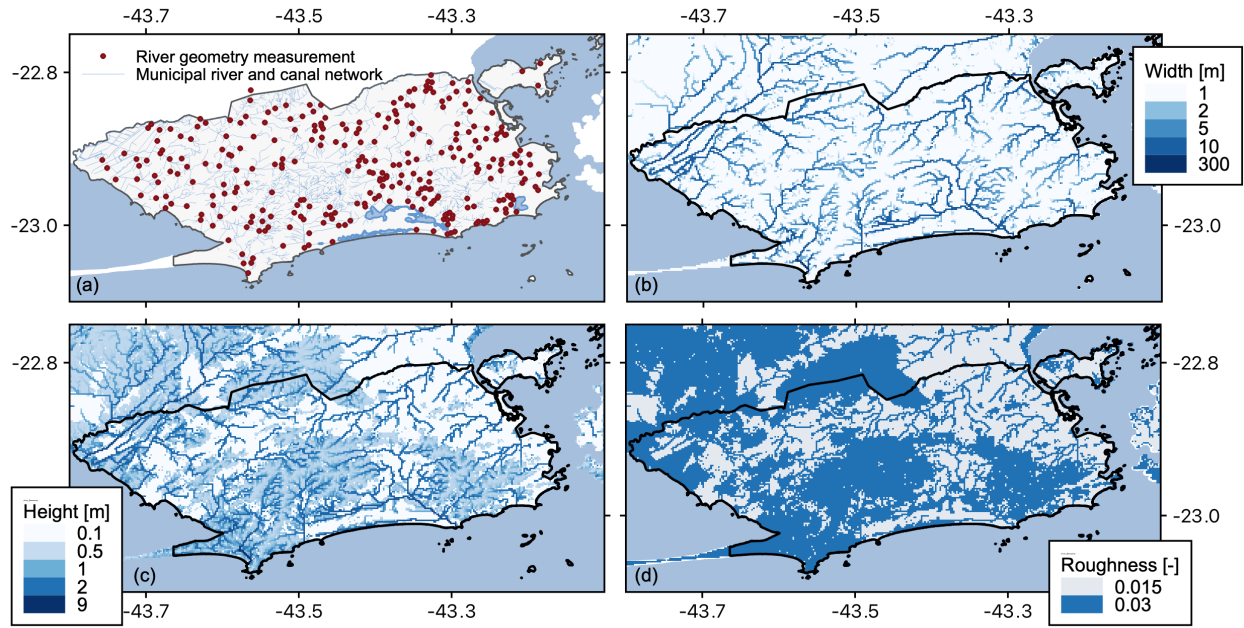 -43.7 -43.5 -43.3 -43.7 -43.5 -43.3
-22.8
River geometry measurement
Municipal river and canal network
-23.0
(a)
Width [m]
1
2
5
10
300
-23.0
(b)
-22.8
Height [m]
0.1
0.5
1
2
9
(c)
-22.8
-23.0
Roughness [-]
0.015
0.03
(d)
-43.7 -43.5 -43.3 -43.7 -43.5 -43.3